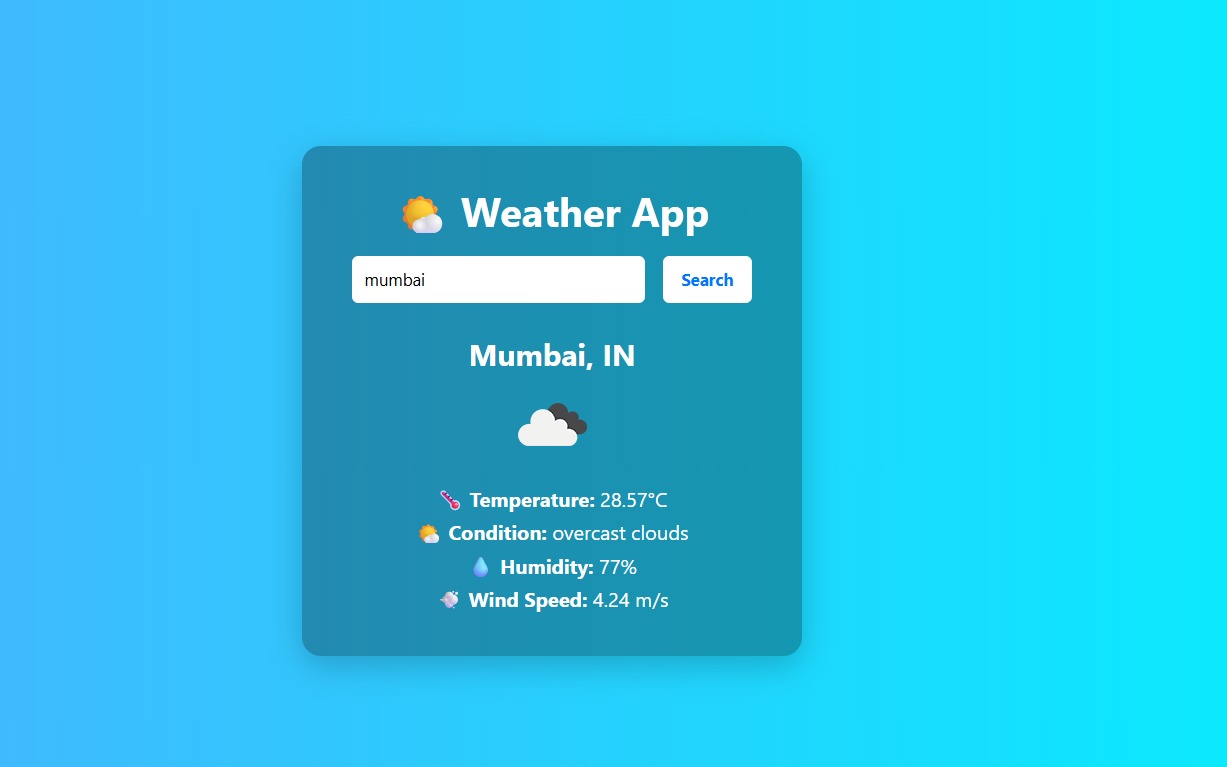 Weather App
mumbai Search
Mumbai, IN
Temperature: 28.57°C
Condition: overcast clouds
Humidity: 77%
Wind Speed: 4.24 m/s